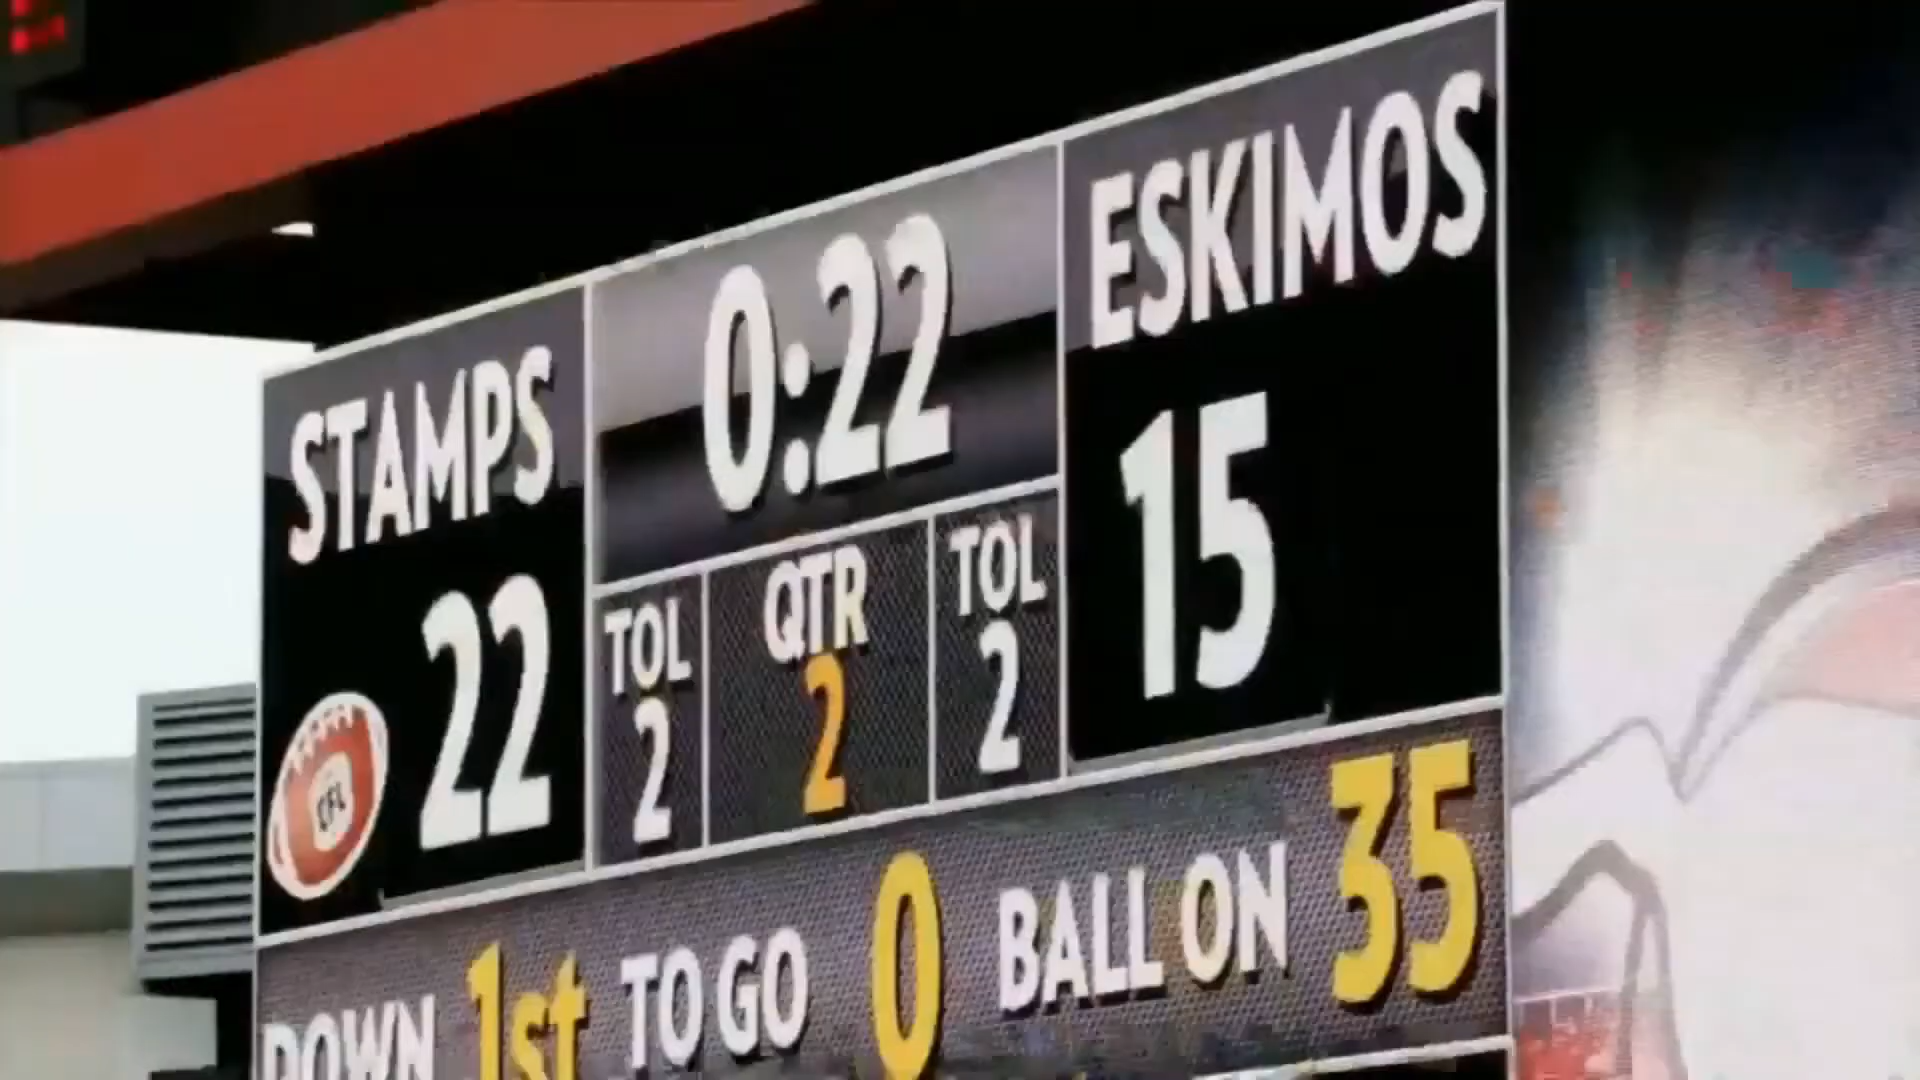 STAMPS
22
CFL
0:22
TOL
2
QTR
2
TOL
2
ESKIMOS
15
DOWN 1st TO GO 0 BALL ON 35